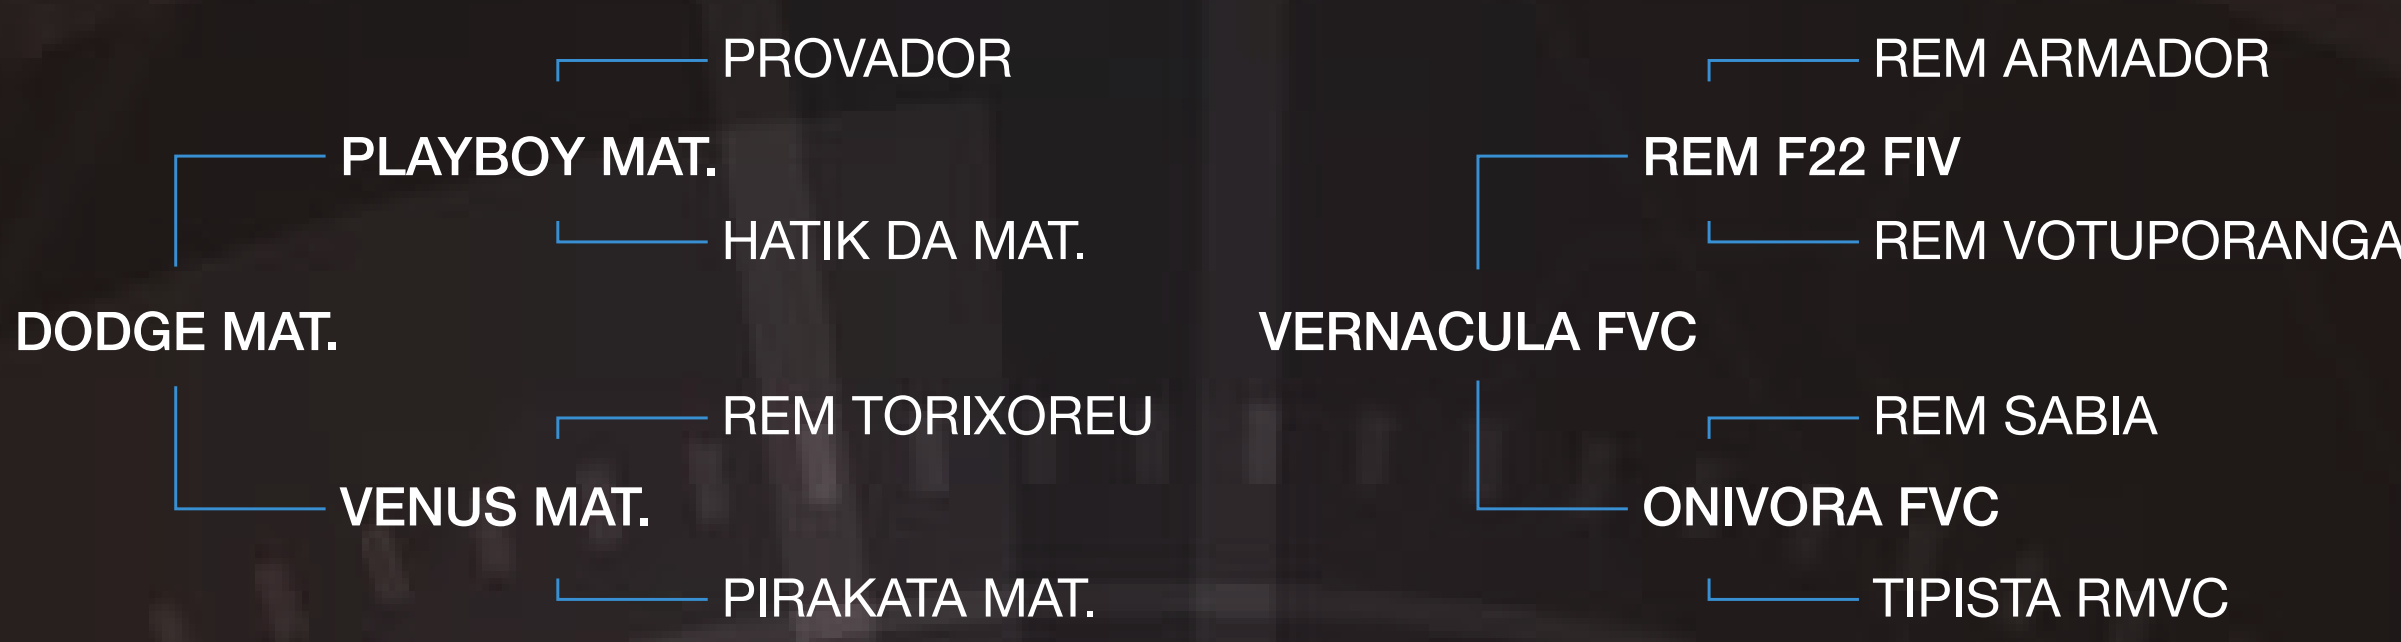 PROVADOR
PLAYBOY MAT.
HATIK DA MAT.
DODGE MAT.
REM TORIXOREU
VENUS MAT.
PIRAKATA MAT.
REM ARMADOR
REM F22 FIV
REM VOTUPORANGA
VERNACULA FVC
REM SABIA
ONIVORA FVC
TIPISTA RMVC